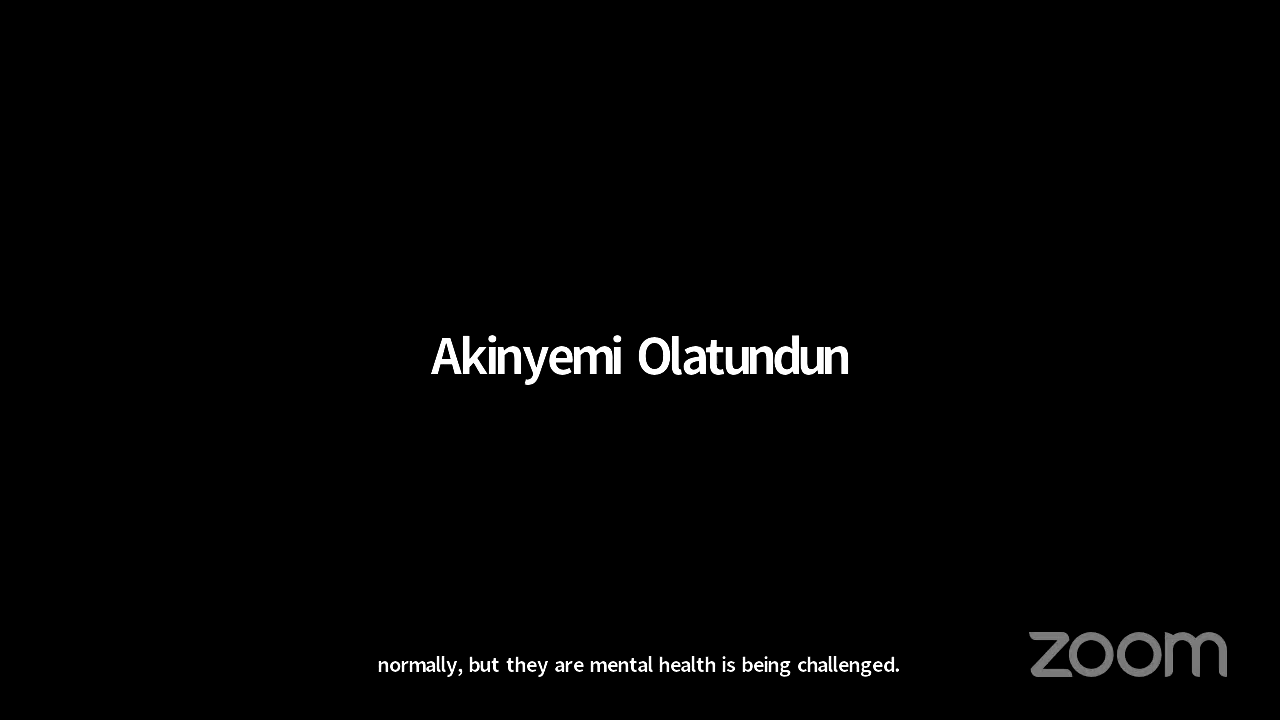 Akinyemi Olatundun
normally, but they are mental health is being challenged.
zoom